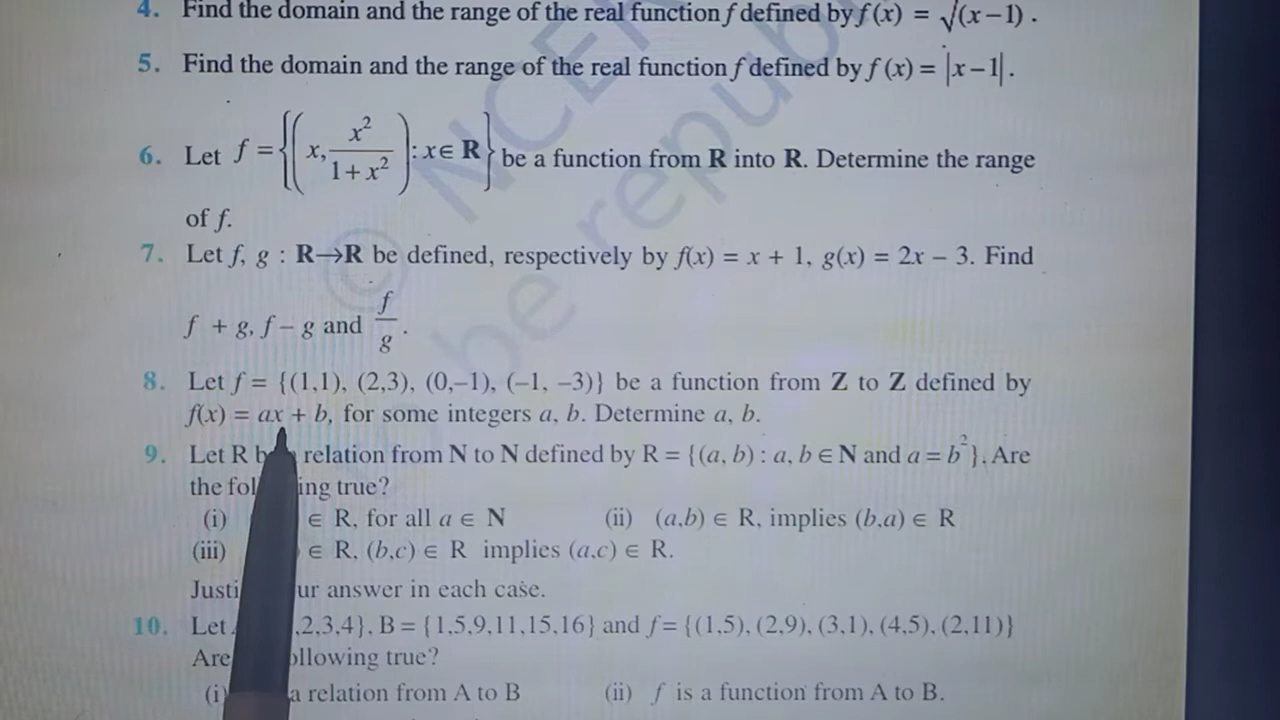 4. Find the domain and the range of the real function f defined by f (x) = √(x−1) .
5. Find the domain and the range of the real function f defined by f (x) = |x−1| .
6. Let f = {(x, x²/1+x²) : x∈ R} be a function from R into R. Determine the range
of f.
7. Let f, g : R→R be defined, respectively by f(x) = x + 1, g(x) = 2x – 3. Find
f + g, f – g and f/g .
8. Let f = {(1,1), (2,3), (0,–1), (–1, –3)} be a function from Z to Z defined by
f(x) = ax + b, for some integers a, b. Determine a, b.
9. Let R relation from N to N defined by R = {(a, b) : a, b ∈ N and a = b²}. Are
the true?
(i) ∈ R, for all a ∈ N (ii) (a,b) ∈ R, implies (b,a) ∈ R
(iii) ∈ R, (b,c) ∈ R implies (a,c) ∈ R.
answer in each case.
10. Let ,2,3,4}, B = {1,5,9,11,15,16} and f = {(1,5), (2,9), (3,1), (4,5), (2,11)}
Are true?
(i) a relation from A to B (ii) f is a function from A to B.
© NCER
be republ